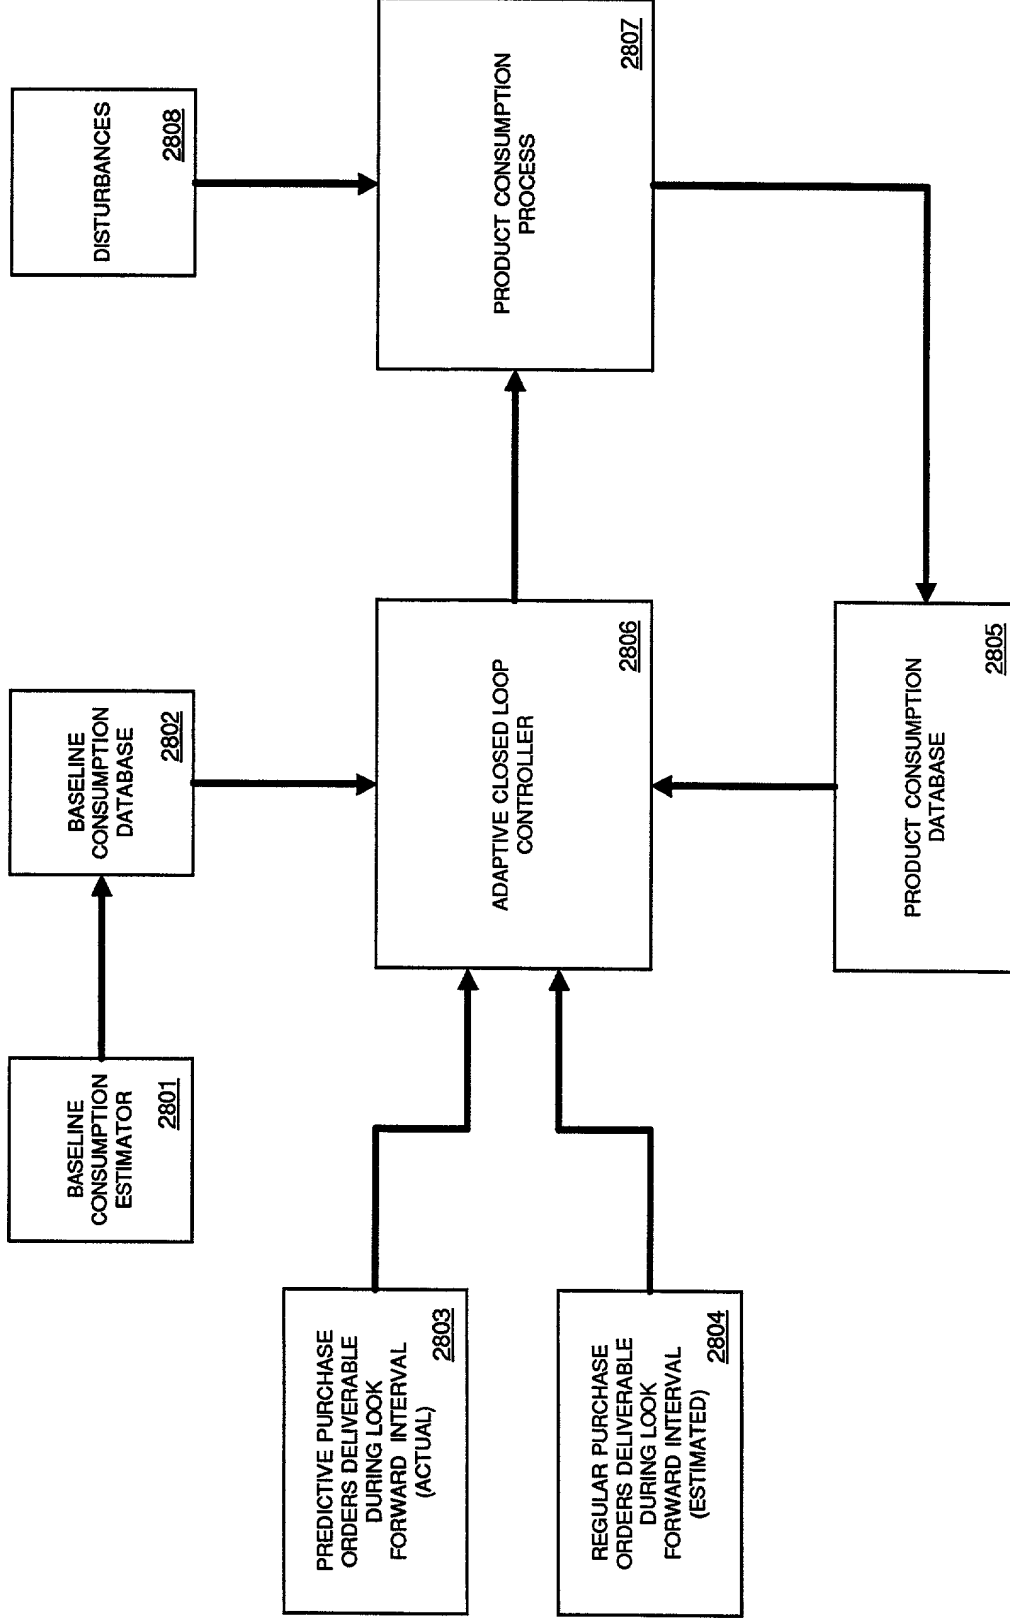 BASELINE
CONSUMPTION
ESTIMATOR
2801
BASELINE
CONSUMPTION
DATABASE
2802
DISTURBANCES
2808
PREDICTIVE PURCHASE
ORDERS DELIVERABLE
DURING LOOK
FORWARD INTERVAL
(ACTUAL)
2803
REGULAR PURCHASE
ORDERS DELIVERABLE
DURING LOOK
FORWARD INTERVAL
(ESTIMATED)
2804
ADAPTIVE CLOSED LOOP
CONTROLLER
2806
PRODUCT CONSUMPTION
PROCESS
2807
PRODUCT CONSUMPTION
DATABASE
2805